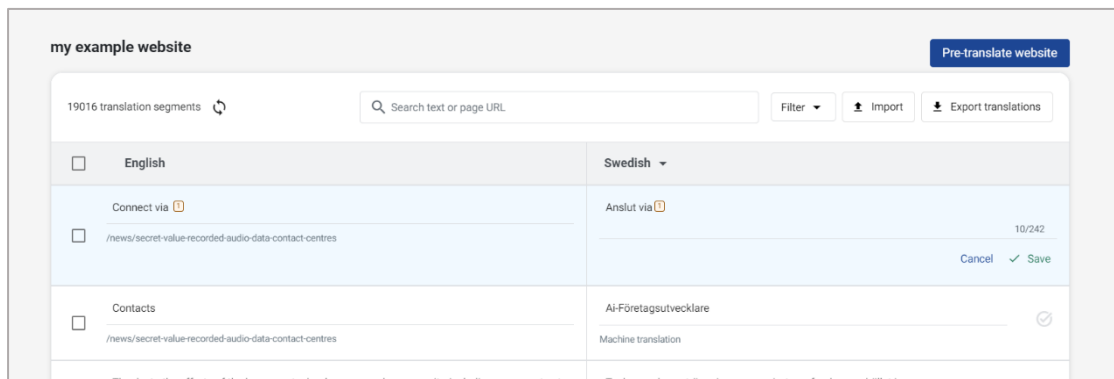 my example website
Pre-translate website
19016 translation segments
Search text or page URL
Filter
Import
Export translations
English
Swedish
Connect via 1
Anslut via 1
/news/secret-value-recorded-audio-data-contact-centres
10/242
Cancel
Save
Contacts
Ai-Företagsutvecklare
/news/secret-value-recorded-audio-data-contact-centres
Machine translation